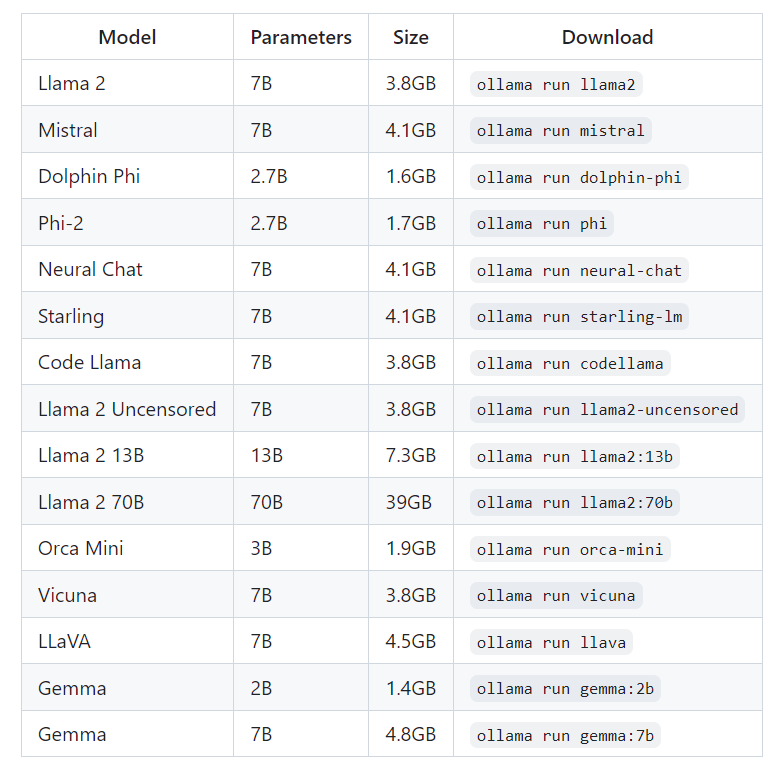 Model Parameters Size Download
Llama 2 7B 3.8GB ollama run llama2
Mistral 7B 4.1GB ollama run mistral
Dolphin Phi 2.7B 1.6GB ollama run dolphin-phi
Phi-2 2.7B 1.7GB ollama run phi
Neural Chat 7B 4.1GB ollama run neural-chat
Starling 7B 4.1GB ollama run starling-lm
Code Llama 7B 3.8GB ollama run codellama
Llama 2 Uncensored 7B 3.8GB ollama run llama2-uncensored
Llama 2 13B 13B 7.3GB ollama run llama2:13b
Llama 2 70B 70B 39GB ollama run llama2:70b
Orca Mini 3B 1.9GB ollama run orca-mini
Vicuna 7B 3.8GB ollama run vicuna
LLaVA 7B 4.5GB ollama run llava
Gemma 2B 1.4GB ollama run gemma:2b
Gemma 7B 4.8GB ollama run gemma:7b